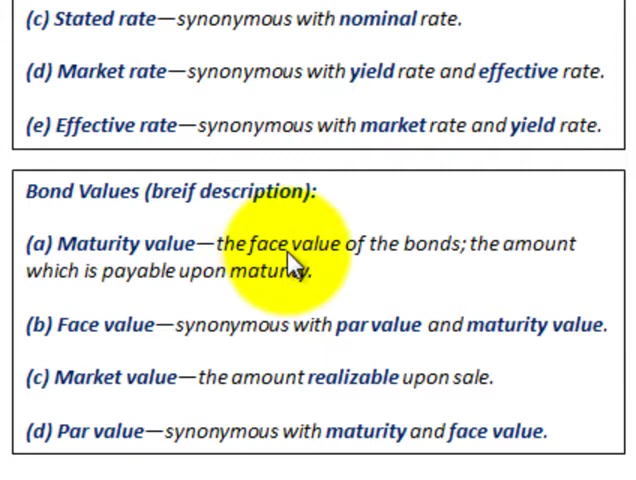 (c) Stated rate—synonymous with nominal rate.
(d) Market rate—synonymous with yield rate and effective rate.
(e) Effective rate—synonymous with market rate and yield rate.
Bond Values (breif description):
(a) Maturity value—the face value of the bonds; the amount
which is payable upon maturity.
(b) Face value—synonymous with par value and maturity value.
(c) Market value—the amount realizable upon sale.
(d) Par value—synonymous with maturity and face value.